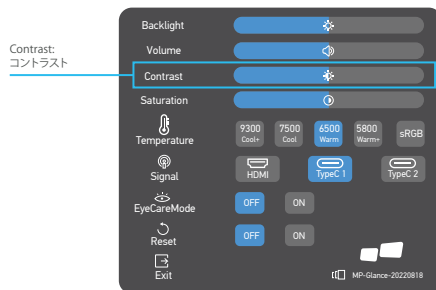 Backlight
Volume
Contrast:
コントラスト
Contrast
Saturation
Temperature
9300 Cool+
7500 Cool
6500 Warm
5800 Warm+
sRGB
Signal
HDMI
TypeC 1
TypeC 2
EyeCareMode
OFF
ON
Reset
OFF
ON
Exit
MP-Glance-20220818